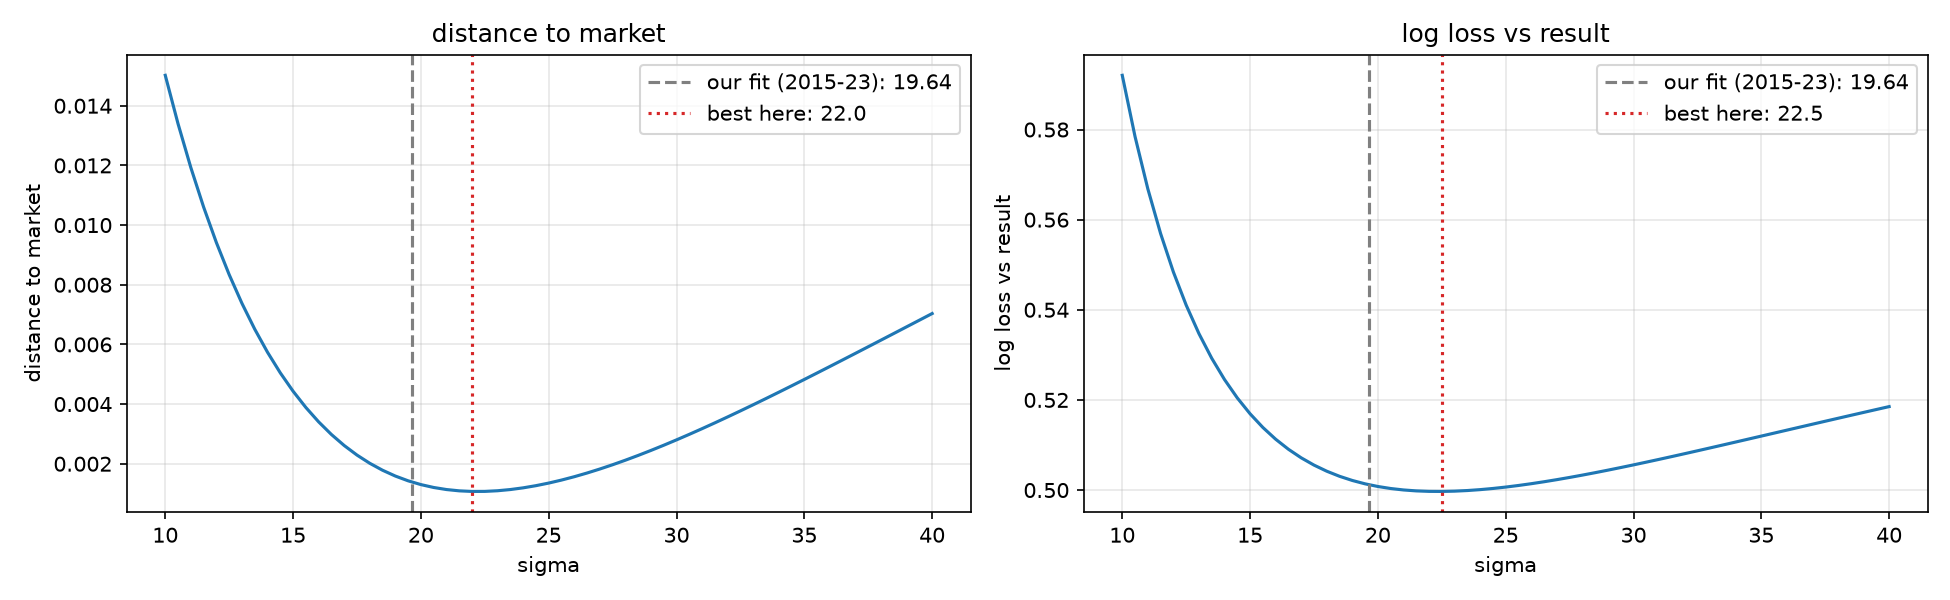 distance to market
distance to market
0.014
0.012
0.010
0.008
0.006
0.004
0.002
our fit (2015-23): 19.64
best here: 22.0
10 15 20 25 30 35 40
sigma
log loss vs result
log loss vs result
0.58
0.56
0.54
0.52
0.50
our fit (2015-23): 19.64
best here: 22.5
10 15 20 25 30 35 40
sigma